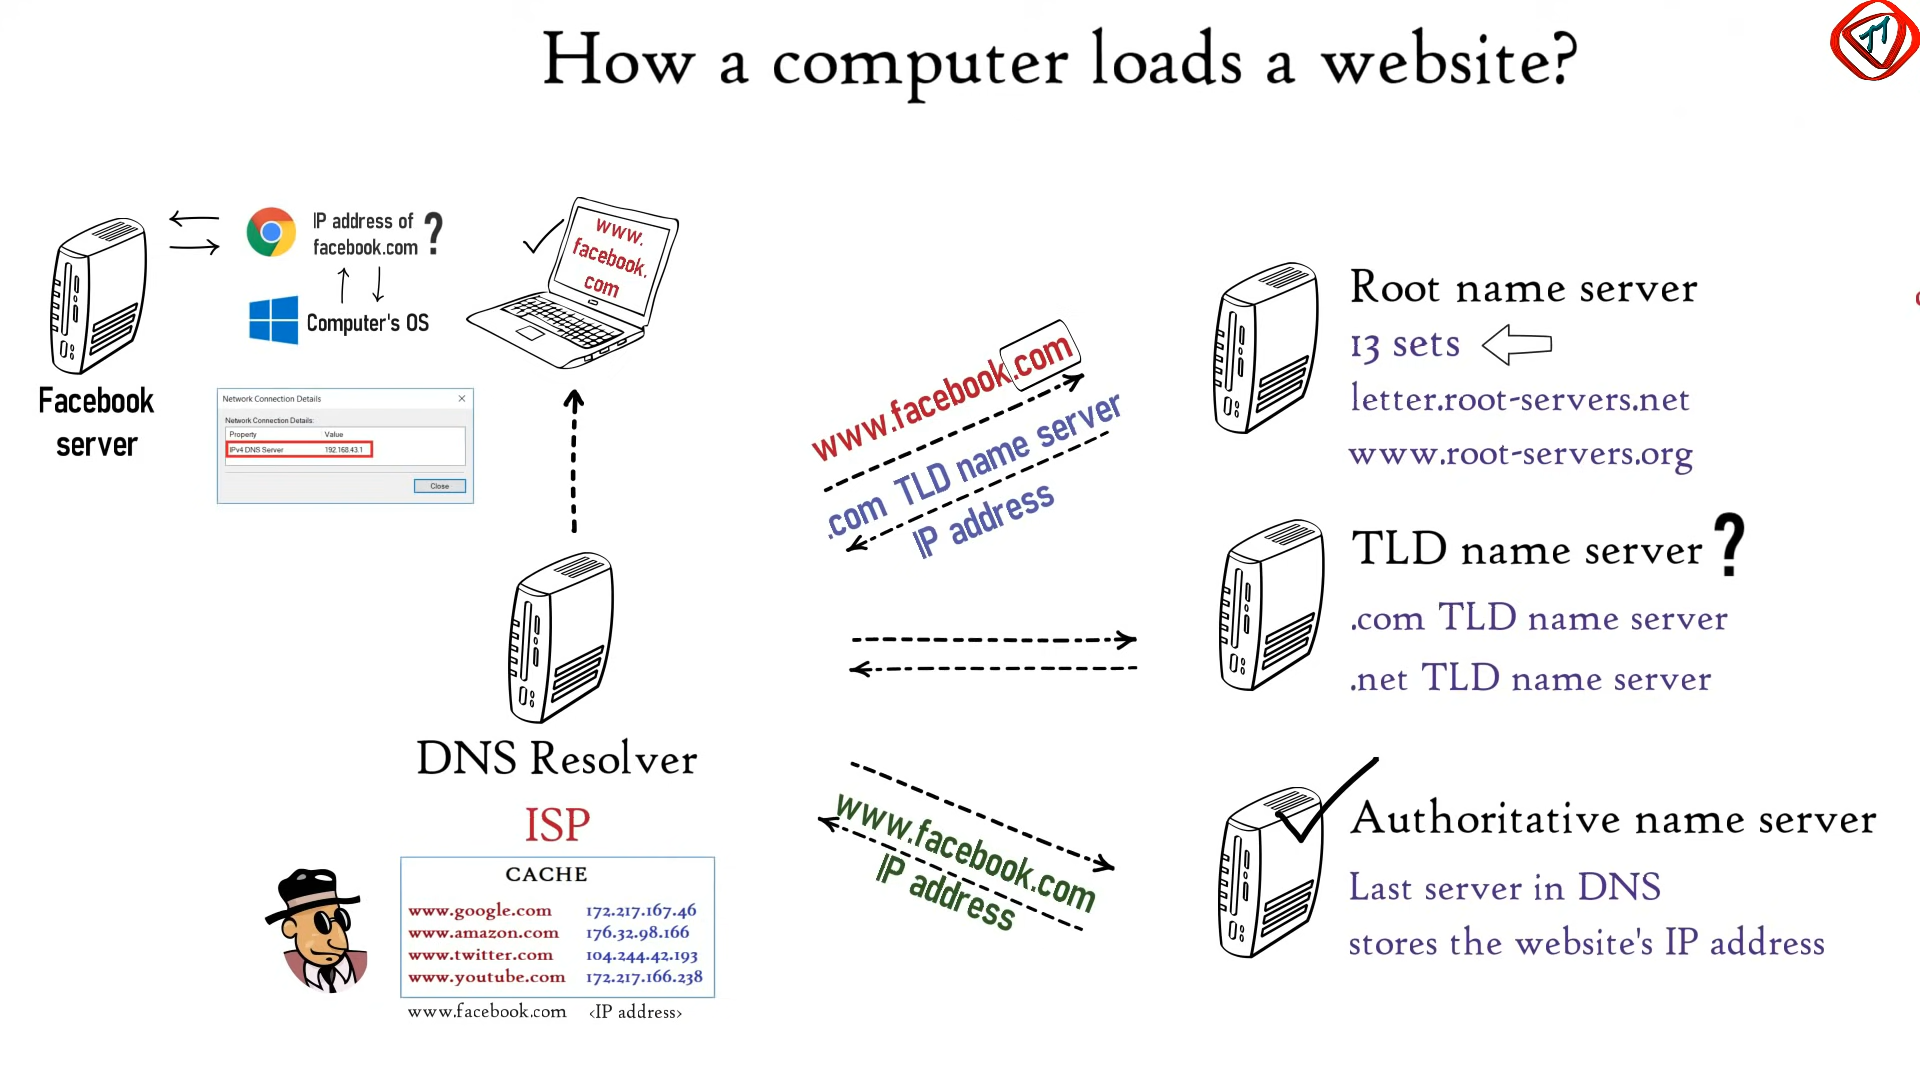 How a computer loads a website?
IP address of
facebook.com ?
Computer's OS
www.
facebook.
com
Facebook
server
Network Connection Details
Network Connection Details:
Property Value
IPv4 DNS Server 192.168.43.1
Close
www.facebook.com
.com TLD name server
IP address
Root name server
13 sets
letter.root-servers.net
www.root-servers.org
TLD name server ?
.com TLD name server
.net TLD name server
DNS Resolver
ISP
CACHE
www.google.com 172.217.167.46
www.amazon.com 176.32.98.166
www.twitter.com 104.244.42.193
www.youtube.com 172.217.166.238
www.facebook.com <IP address>
www.facebook.com
IP address
Authoritative name server
Last server in DNS
stores the website's IP address